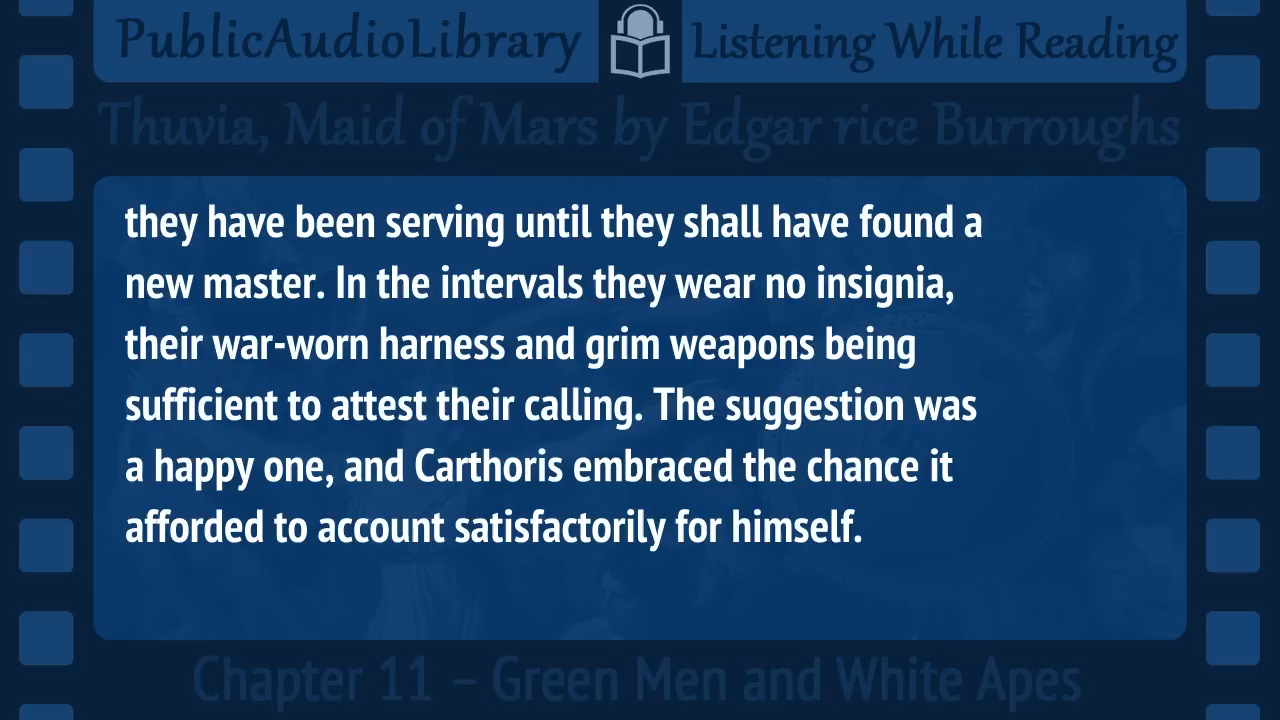 PublicAudioLibrary Listening While Reading
Thuvia, Maid of Mars by Edgar rice Burroughs
they have been serving until they shall have found a
new master. In the intervals they wear no insignia,
their war-worn harness and grim weapons being
sufficient to attest their calling. The suggestion was
a happy one, and Carthoris embraced the chance it
afforded to account satisfactorily for himself.
Chapter 11 – Green Men and White Apes